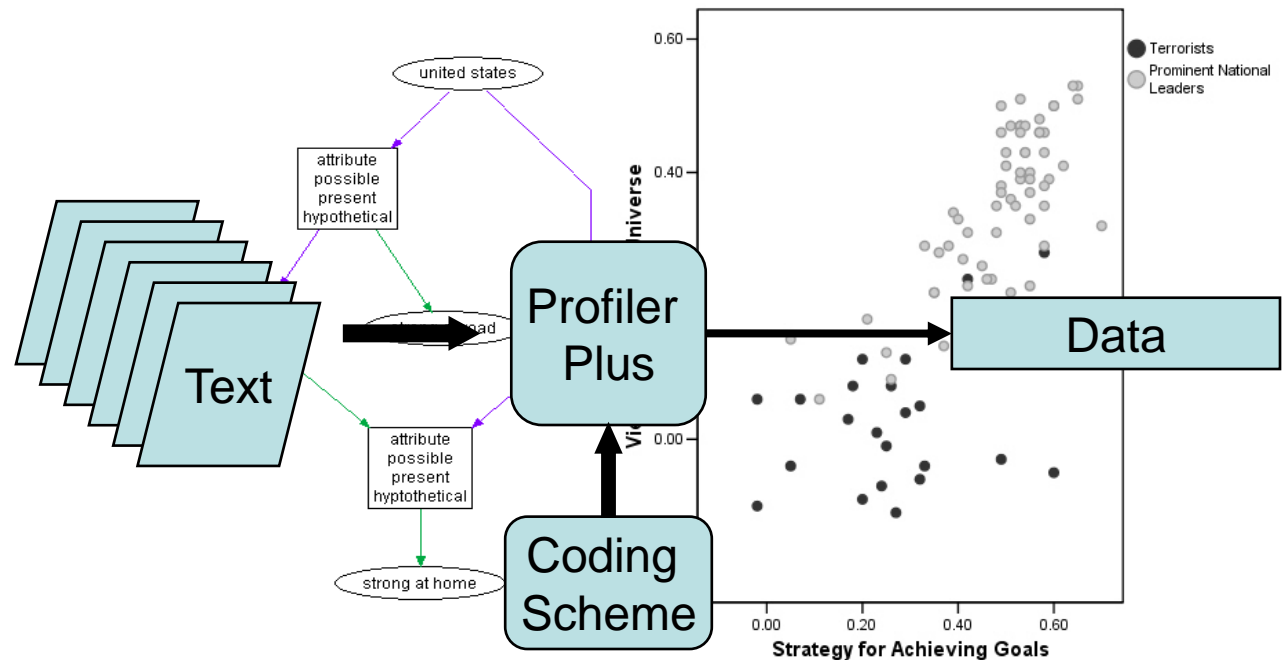 united states
attribute
possible
present
hypothetical
Text
Profiler
Plus
attribute
possible
present
hyptothetical
strong at home
Coding
Scheme
Data
0.60
0.40
0.00
Universe
0.00
0.20
0.40
0.60
Strategy for Achieving Goals
Terrorists
Prominent National
Leaders